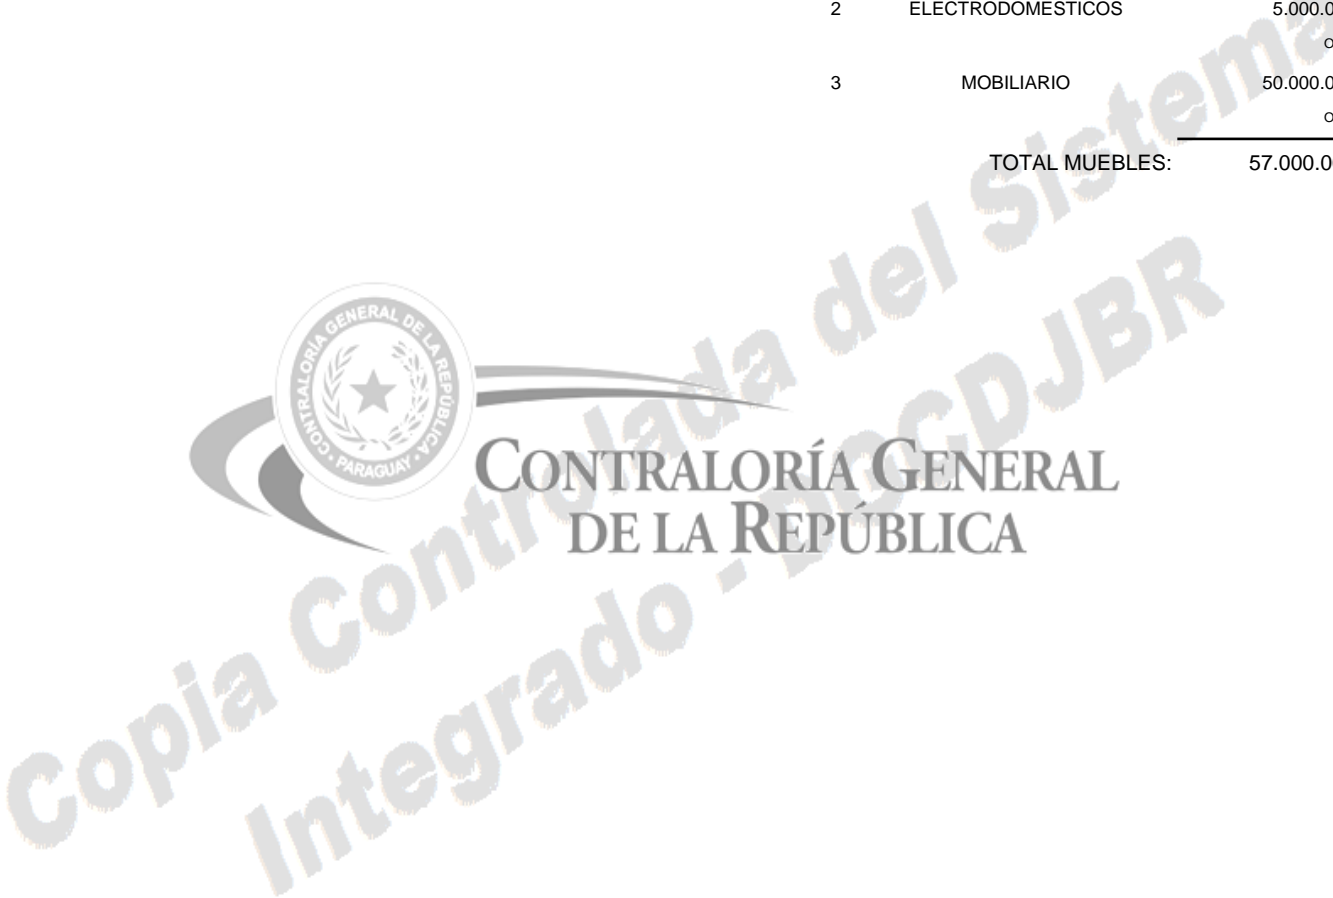 2 ELECTRODOMESTICOS 5.000.0
O
3 MOBILIARIO 50.000.0
O
TOTAL MUEBLES: 57.000.0
CONTRALORÍA GENERAL DE LA REPÚBLICA
• PARAGUAY •
CONTRALORÍA GENERAL
DE LA REPÚBLICA
Copia Controlada del Sistema
Integrado - DGCDJBR